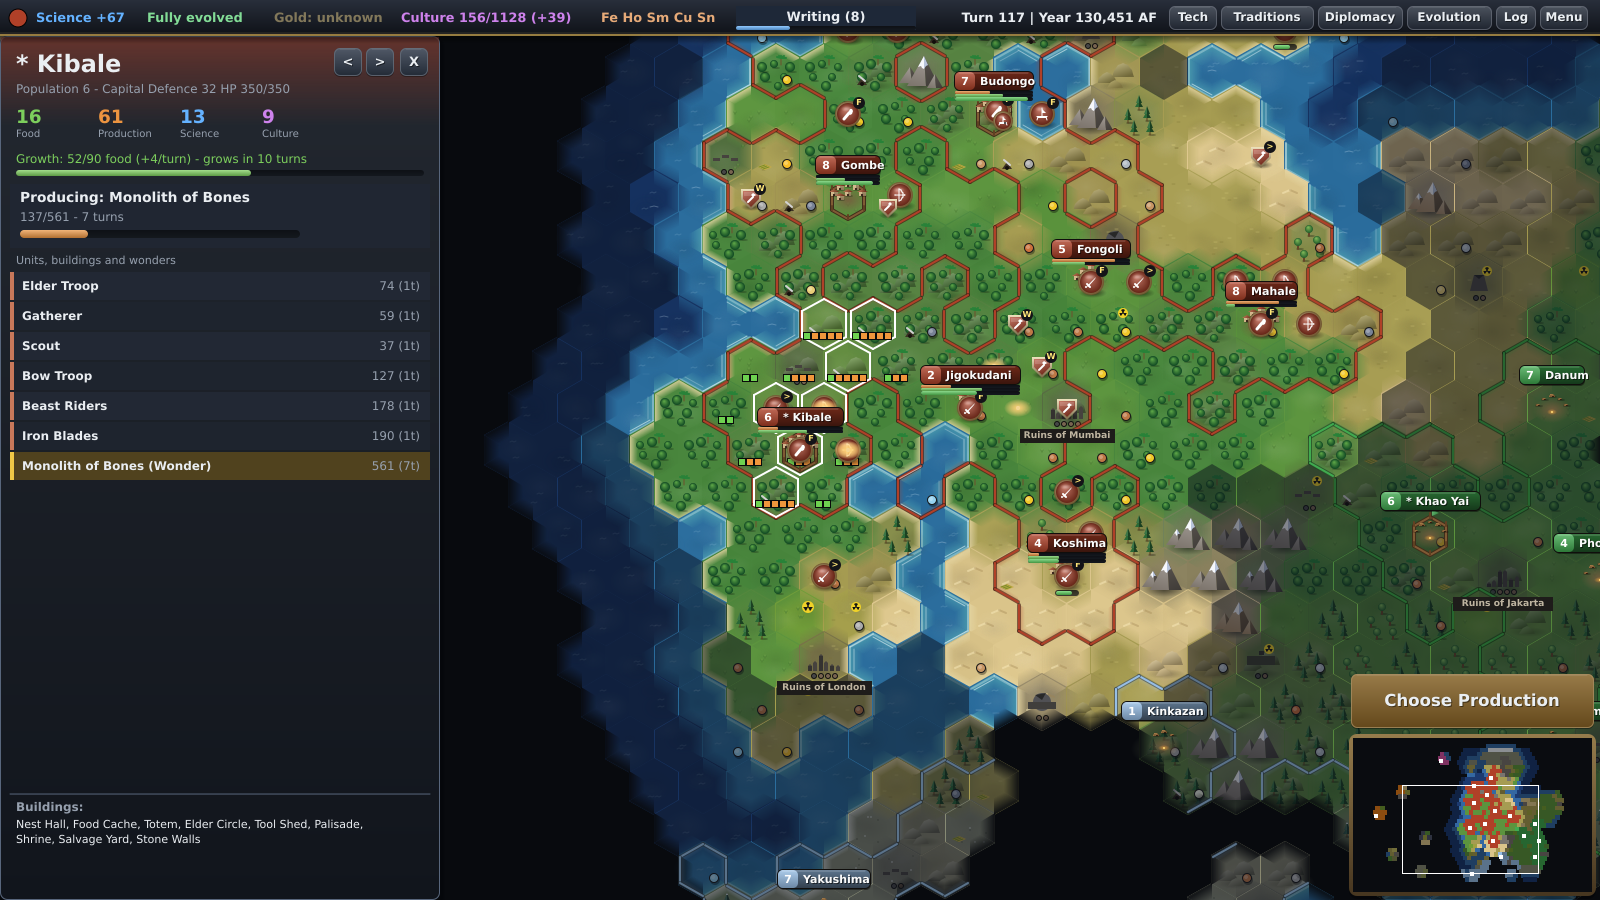 Science +67
Fully evolved
Gold: unknown
Culture 156/1128 (+39)
Fe Ho Sm Cu Sn
Writing (8)
Turn 117 | Year 130,451 AF
Tech
Traditions
Diplomacy
Evolution
Log
Menu
* Kibale
<
>
X
Population 6 - Capital Defence 32 HP 350/350
16
61
13
9
Food
Production
Science
Culture
Growth: 52/90 food (+4/turn) - grows in 10 turns
Producing: Monolith of Bones
137/561 - 7 turns
Units, buildings and wonders
Elder Troop 74 (1t)
Gatherer 59 (1t)
Scout 37 (1t)
Bow Troop 127 (1t)
Beast Riders 178 (1t)
Iron Blades 190 (1t)
Monolith of Bones (Wonder) 561 (7t)
Buildings:
Nest Hall, Food Cache, Totem, Elder Circle, Tool Shed, Palisade,
Shrine, Salvage Yard, Stone Walls
7 Budongo
8 Gombe
5 Fongoli
8 Mahale
2 Jigokudani
7 Danum
6 * Kibale
Ruins of Mumbai
6 * Khao Yai
4 Koshima
4 Pho
Ruins of Jakarta
Ruins of London
1 Kinkazan
7 Yakushima
Choose Production